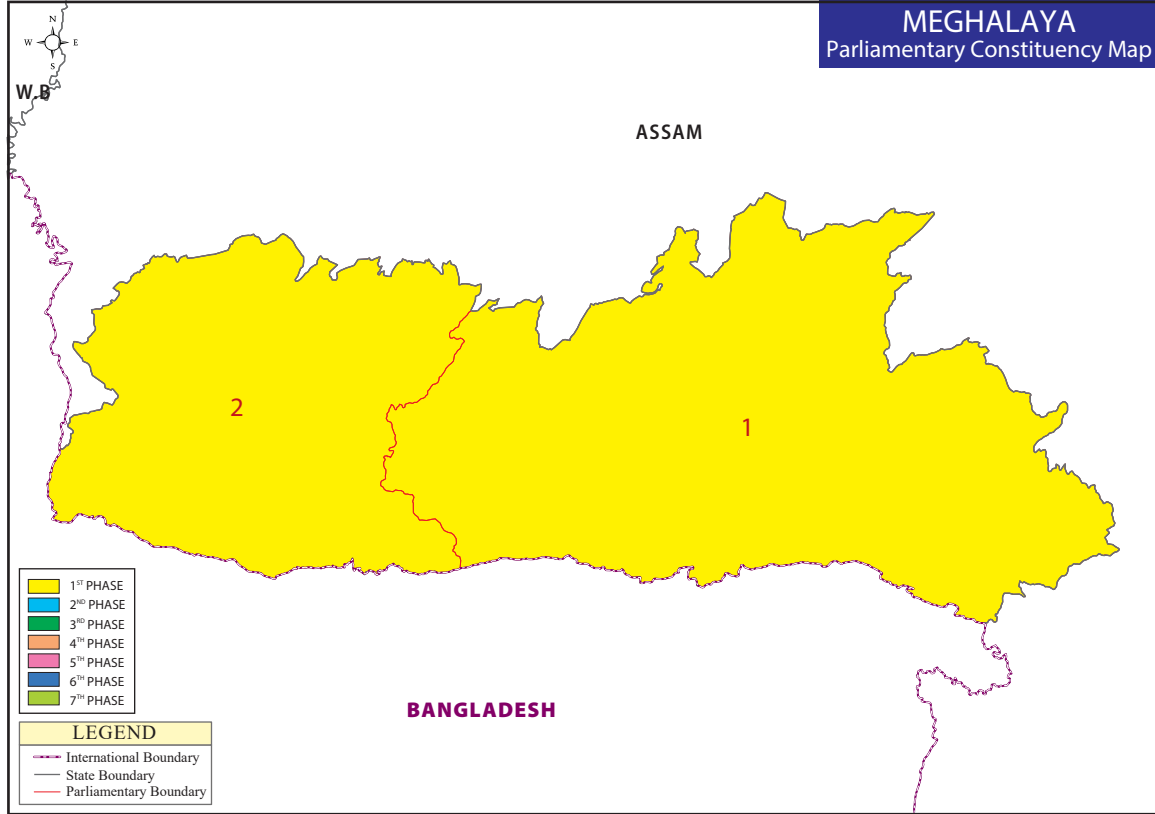 MEGHALAYA
Parliamentary Constituency Map
N
W E
S
W.B
ASSAM
2
1
1ST PHASE
2ND PHASE
3RD PHASE
4TH PHASE
5TH PHASE
6TH PHASE
7TH PHASE
BANGLADESH
LEGEND
International Boundary
State Boundary
Parliamentary Boundary